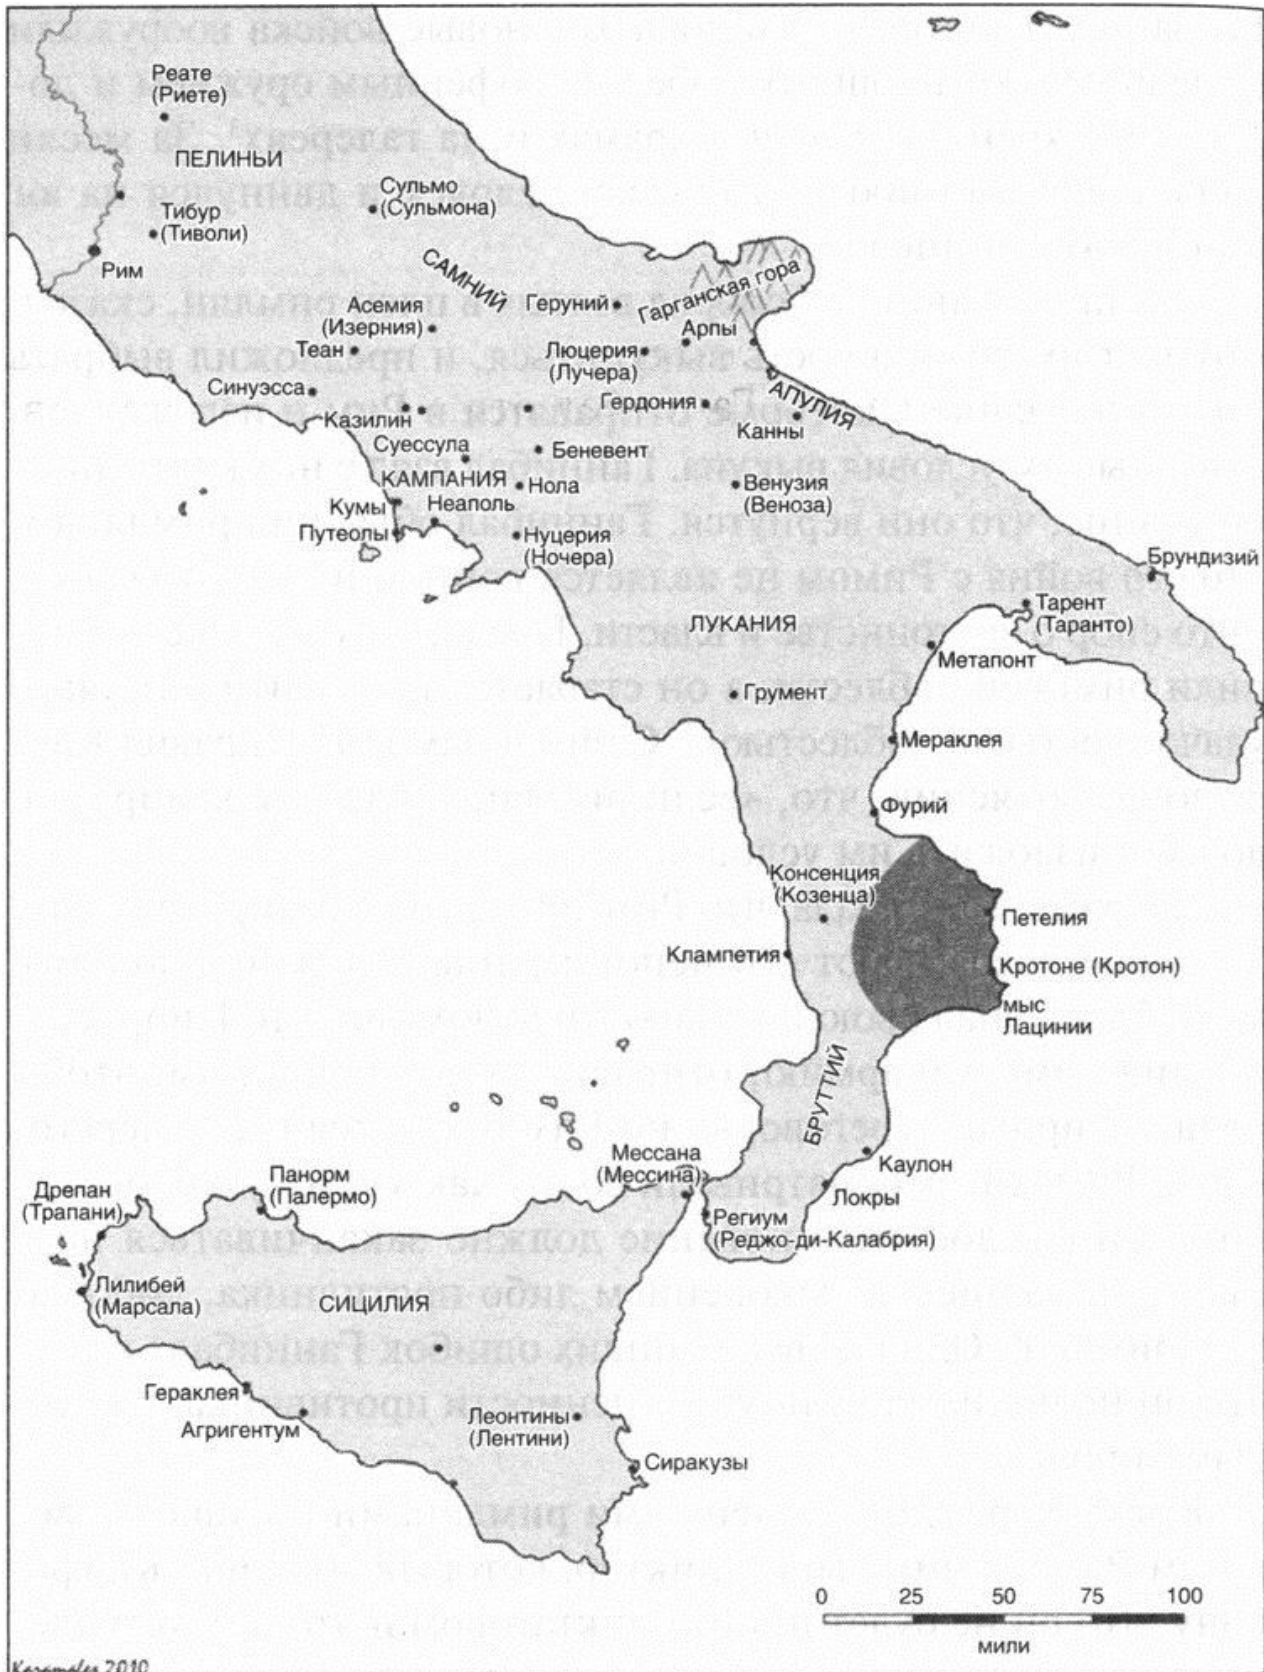 Реате
(Риете)
ПЕЛИНЬИ
Сульмо
(Сульмона)
Тибур
(Тиволи)
Рим
САМНИЙ
Гарганская гора
Геруний
Асемия
(Изерния)
Арпы
Теан
Люцерия
(Лучера)
Синуэсса
АПУЛИЯ
Гердония
Казилин
Канны
Суессула
Беневент
КАМПАНИЯ
Нола
Венузия
(Веноза)
Кумы
Неаполь
Путеолы
Нуцерия
(Ночера)
Брундизий
Тарент
(Таранто)
ЛУКАНИЯ
Метапонт
Грумент
Мераклея
Фурий
Консенция
(Козенца)
Петелия
Клампетия
Кротоне (Кротон)
мыс
Лацинии
БРУТТИЙ
Мессана
(Мессина)
Каулон
Панорм
(Палермо)
Локры
Дрепан
(Трапани)
Региум
(Реджо-ди-Калабрия)
Лилибей
(Марсала)
СИЦИЛИЯ
Гераклея
Агригентум
Леонтины
(Лентини)
Сиракузы
0 25 50 75 100
мили
2010